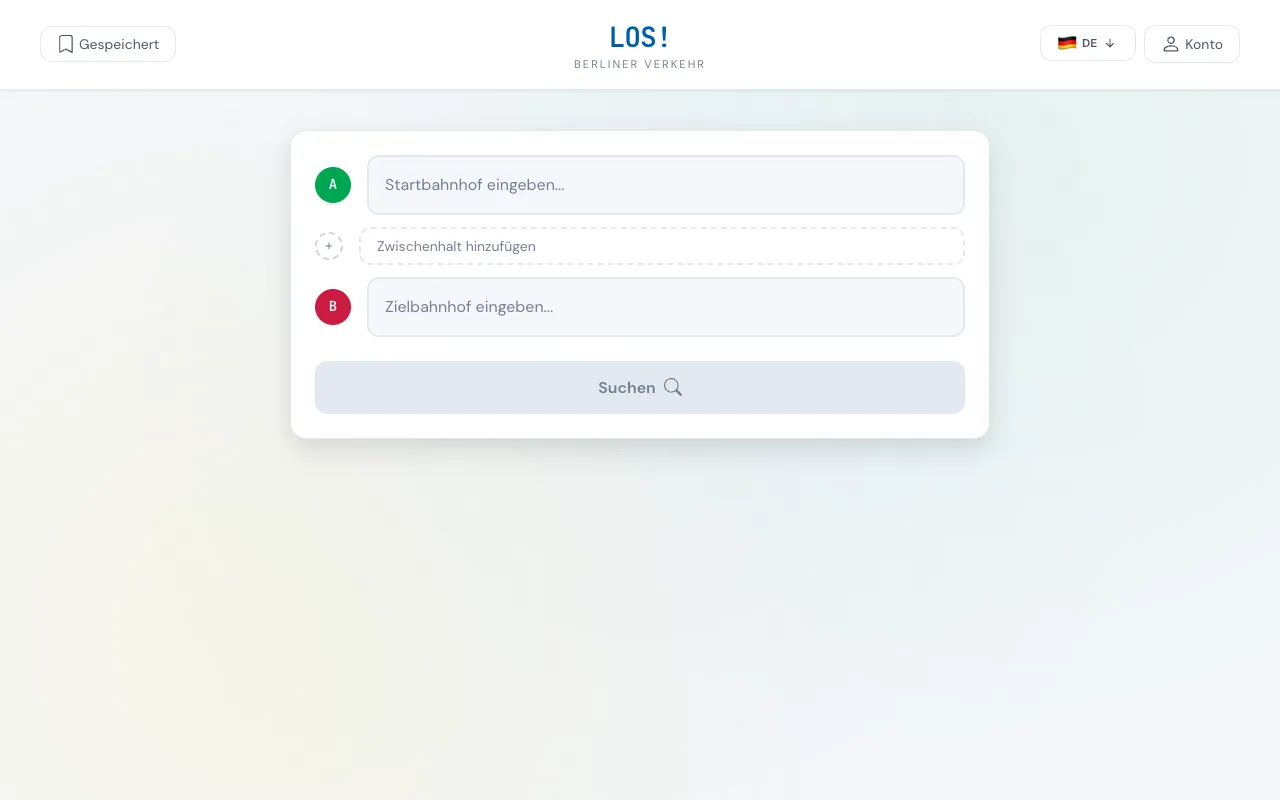 Gespeichert
LOS!
BERLINER VERKEHR
DE ↓
Konto
A
Startbahnhof eingeben...
+
Zwischenhalt hinzufügen
B
Zielbahnhof eingeben...
Suchen